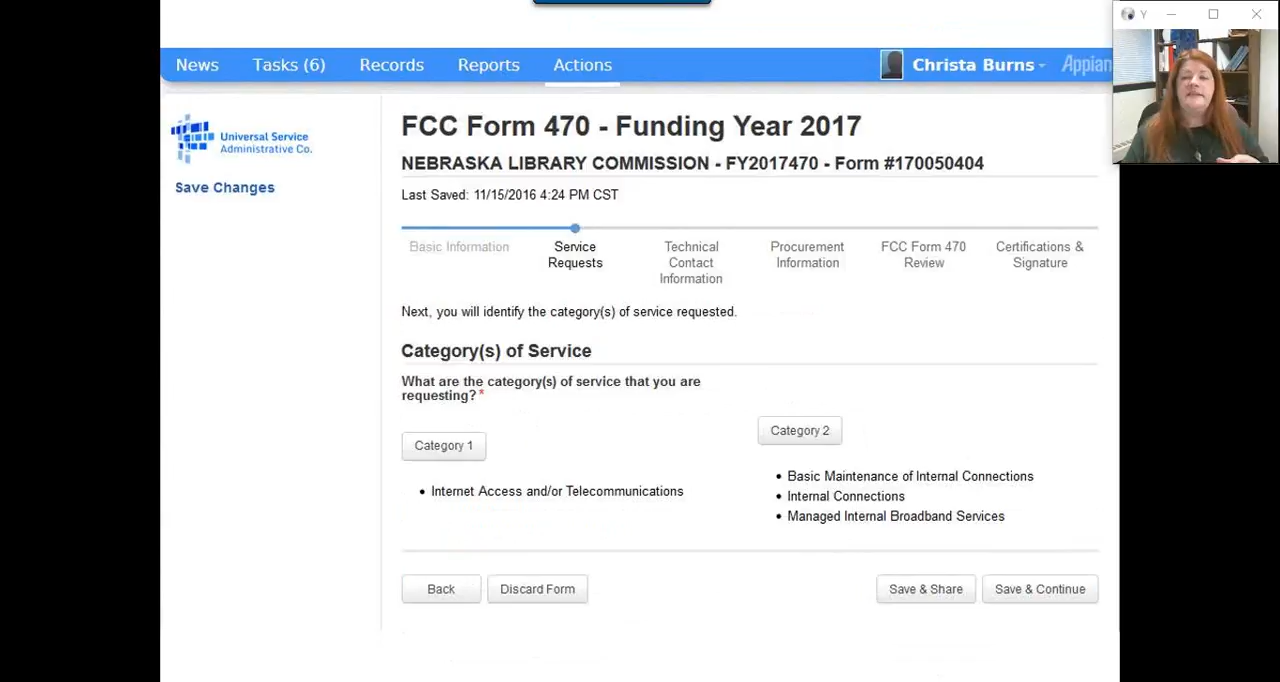 Y
News Tasks (6) Records Reports Actions Christa Burns Appian
Universal Service
Administrative Co.
Save Changes
FCC Form 470 - Funding Year 2017
NEBRASKA LIBRARY COMMISSION - FY2017470 - Form #170050404
Last Saved: 11/15/2016 4:24 PM CST
Basic Information
Service
Requests
Technical
Contact
Information
Procurement
Information
FCC Form 470
Review
Certifications &
Signature
Next, you will identify the category(s) of service requested.
Category(s) of Service
What are the category(s) of service that you are
requesting?*
Category 1
• Internet Access and/or Telecommunications
Category 2
• Basic Maintenance of Internal Connections
• Internal Connections
• Managed Internal Broadband Services
Back Discard Form Save & Share Save & Continue